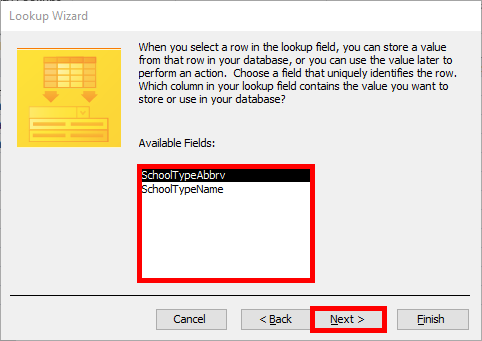 Lookup Wizard
When you select a row in the lookup field, you can store a value
from that row in your database, or you can use the value later to
perform an action.  Choose a field that uniquely identifies the row.
Which column in your lookup field contains the value you want to
store or use in your database?
Available Fields:
SchoolTypeAbbrv
SchoolTypeName
Cancel
< Back
Next >
Finish